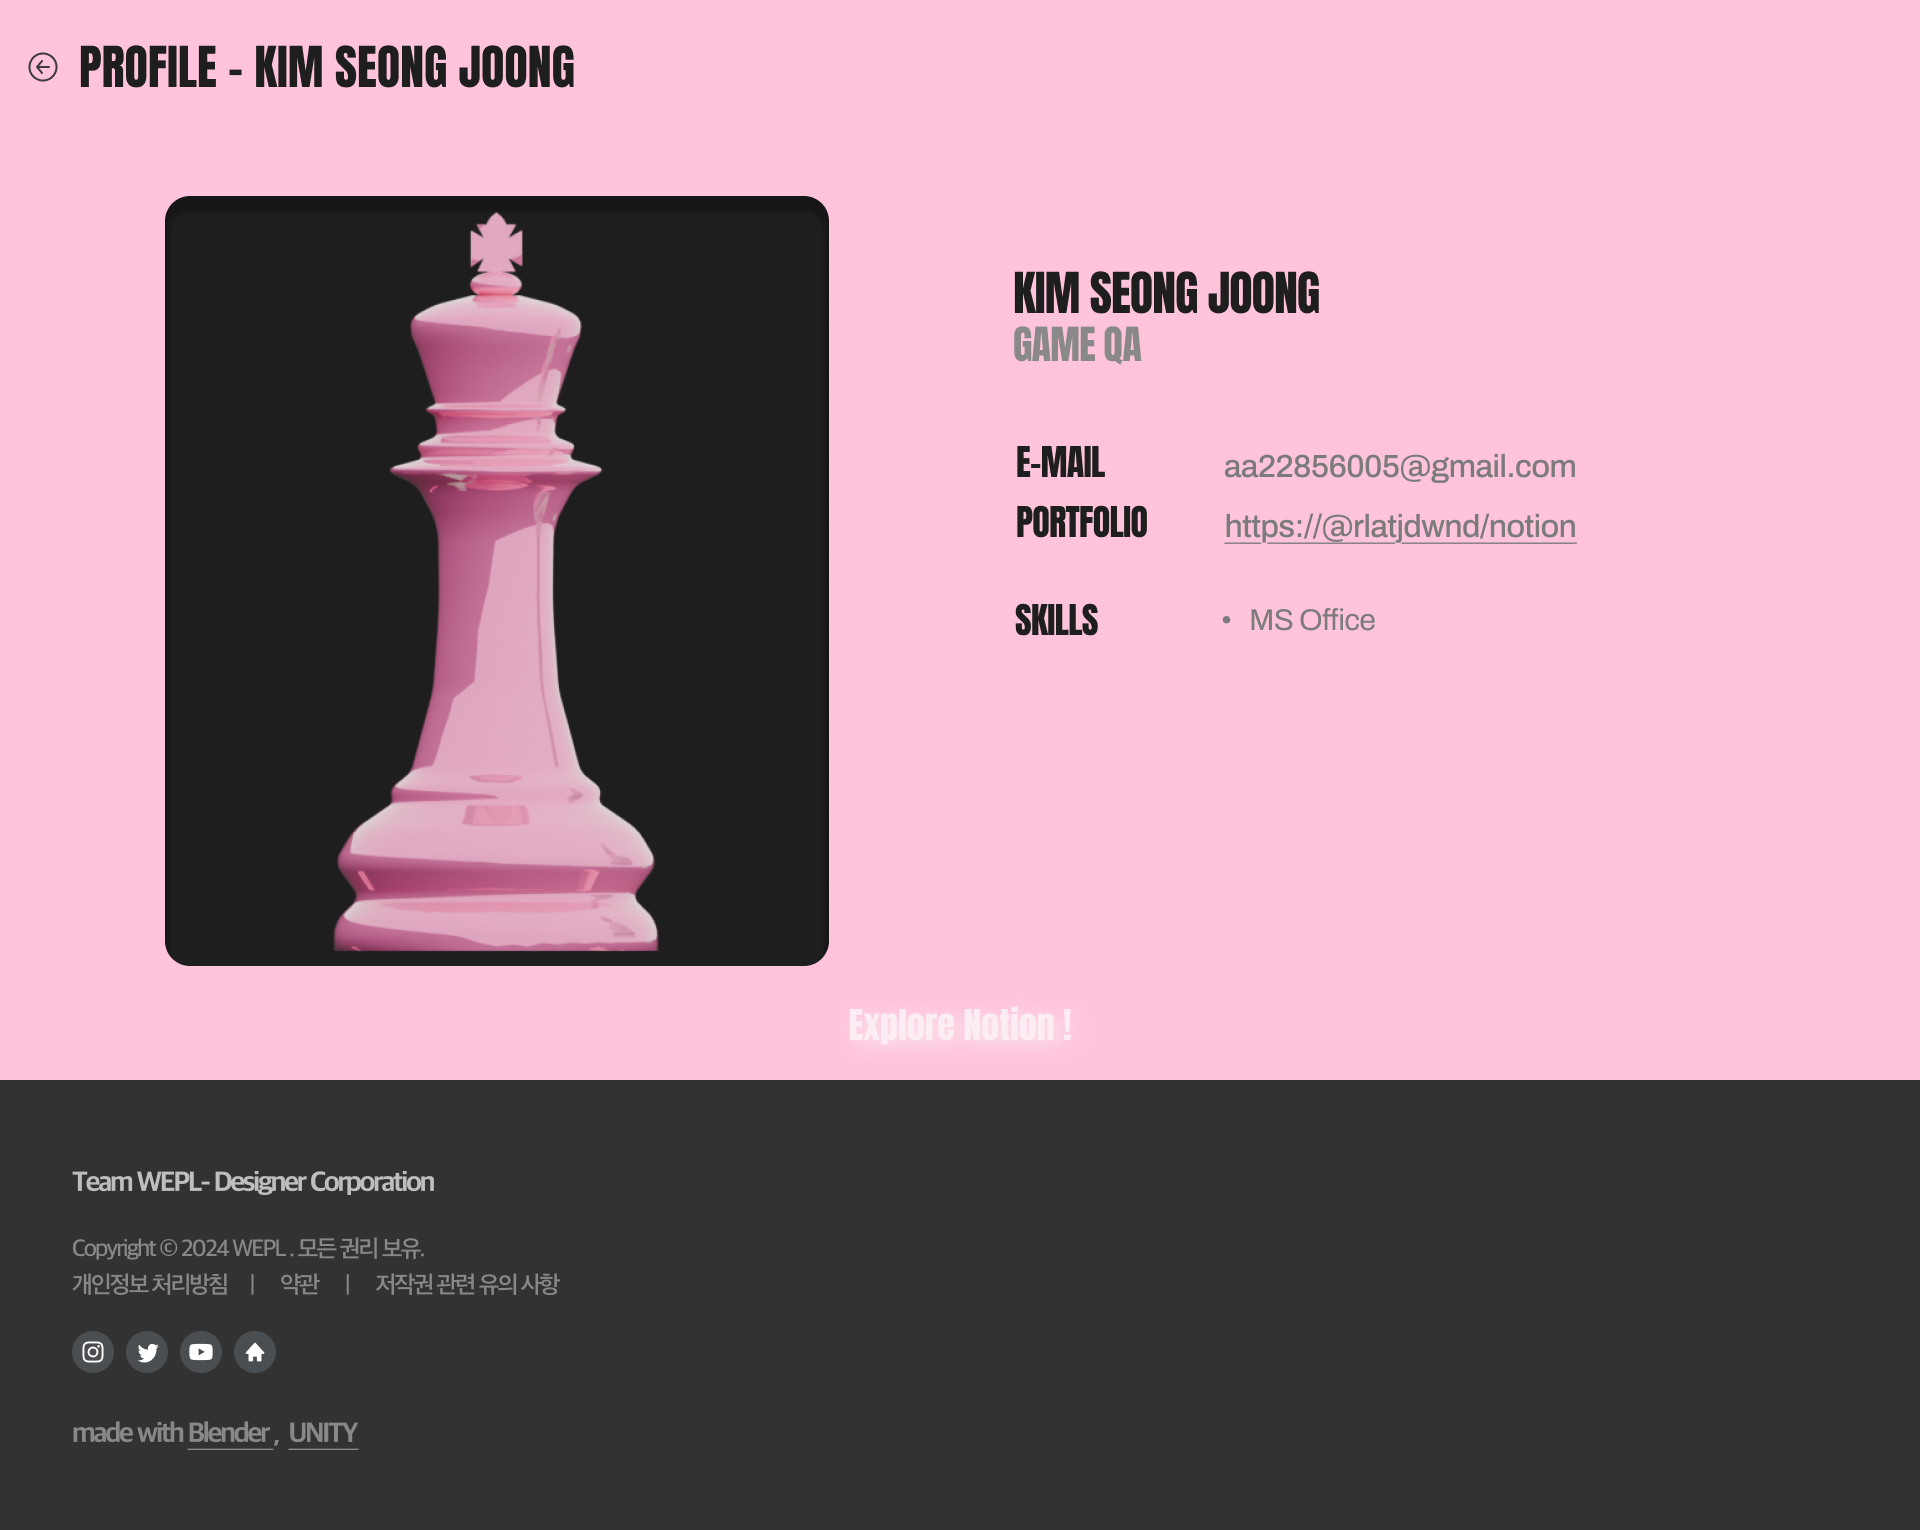 PROFILE - KIM SEONG JOONG
KIM SEONG JOONG
GAME QA
E-MAIL aa22856005@gmail.com
PORTFOLIO https://@rlatjdwnd/notion
SKILLS • MS Office
Explore Notion !
Team WEPL- Designer Corporation
Copyright © 2024 WEPL . 모든 권리 보유.
개인정보 처리방침 | 약관 | 저작권 관련 유의 사항
made with Blender , UNITY